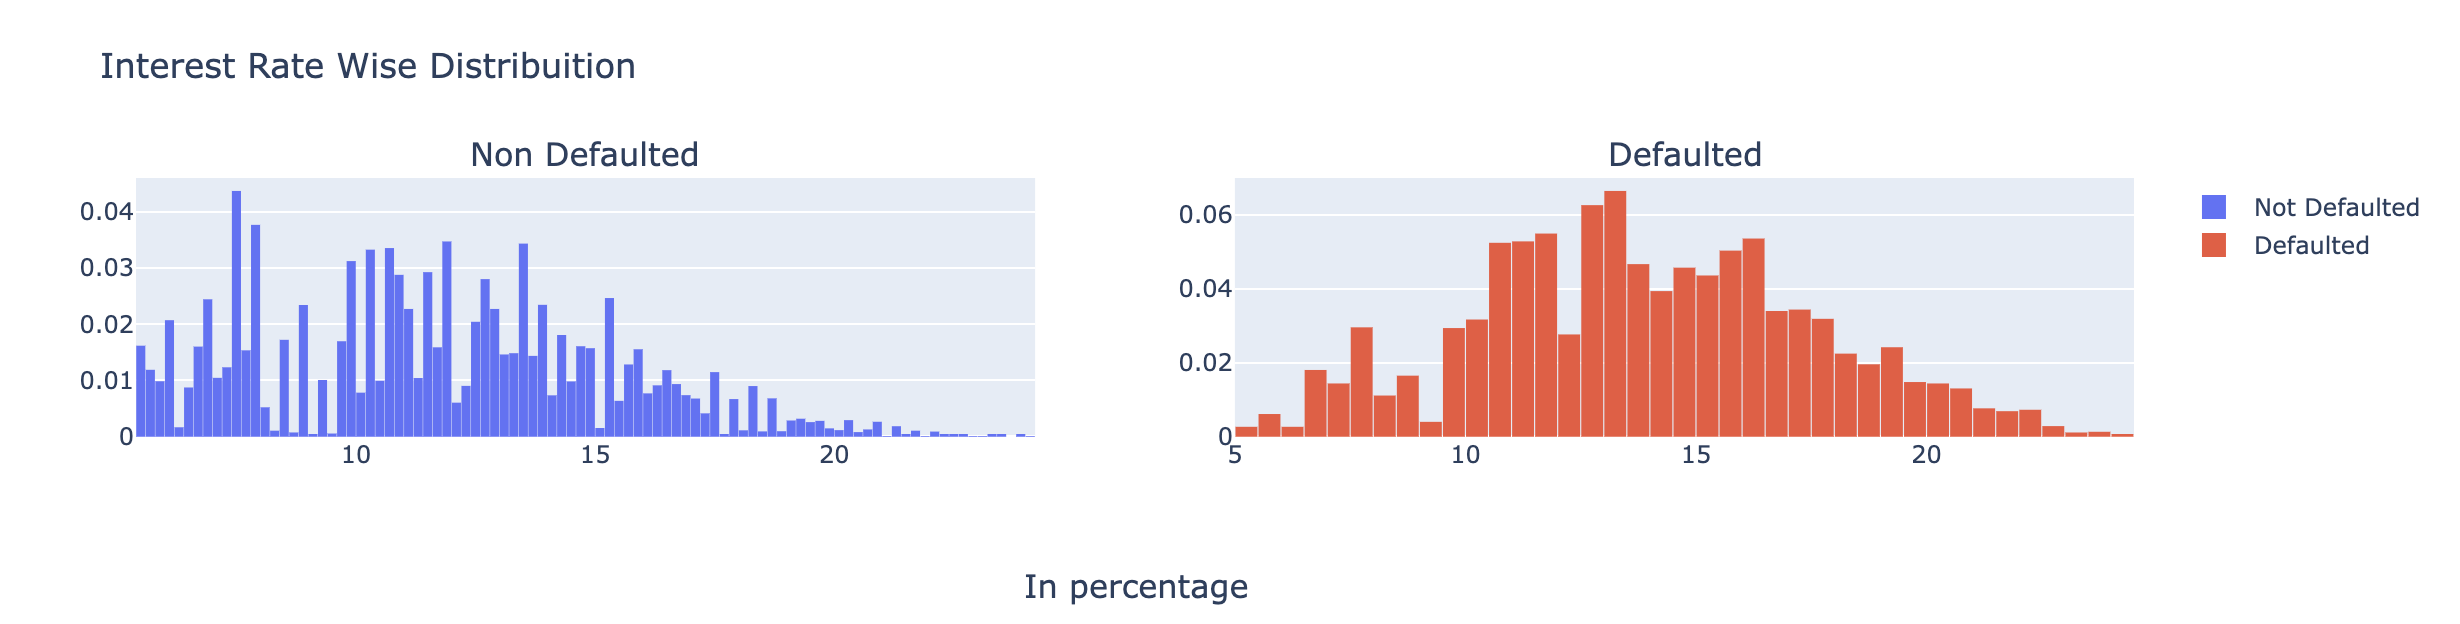 Interest Rate Wise Distribuition
Non Defaulted
0.04
0.03
0.02
0.01
0
10
15
20
Defaulted
0.06
0.04
0.02
0
5
10
15
20
Not Defaulted
Defaulted
In percentage